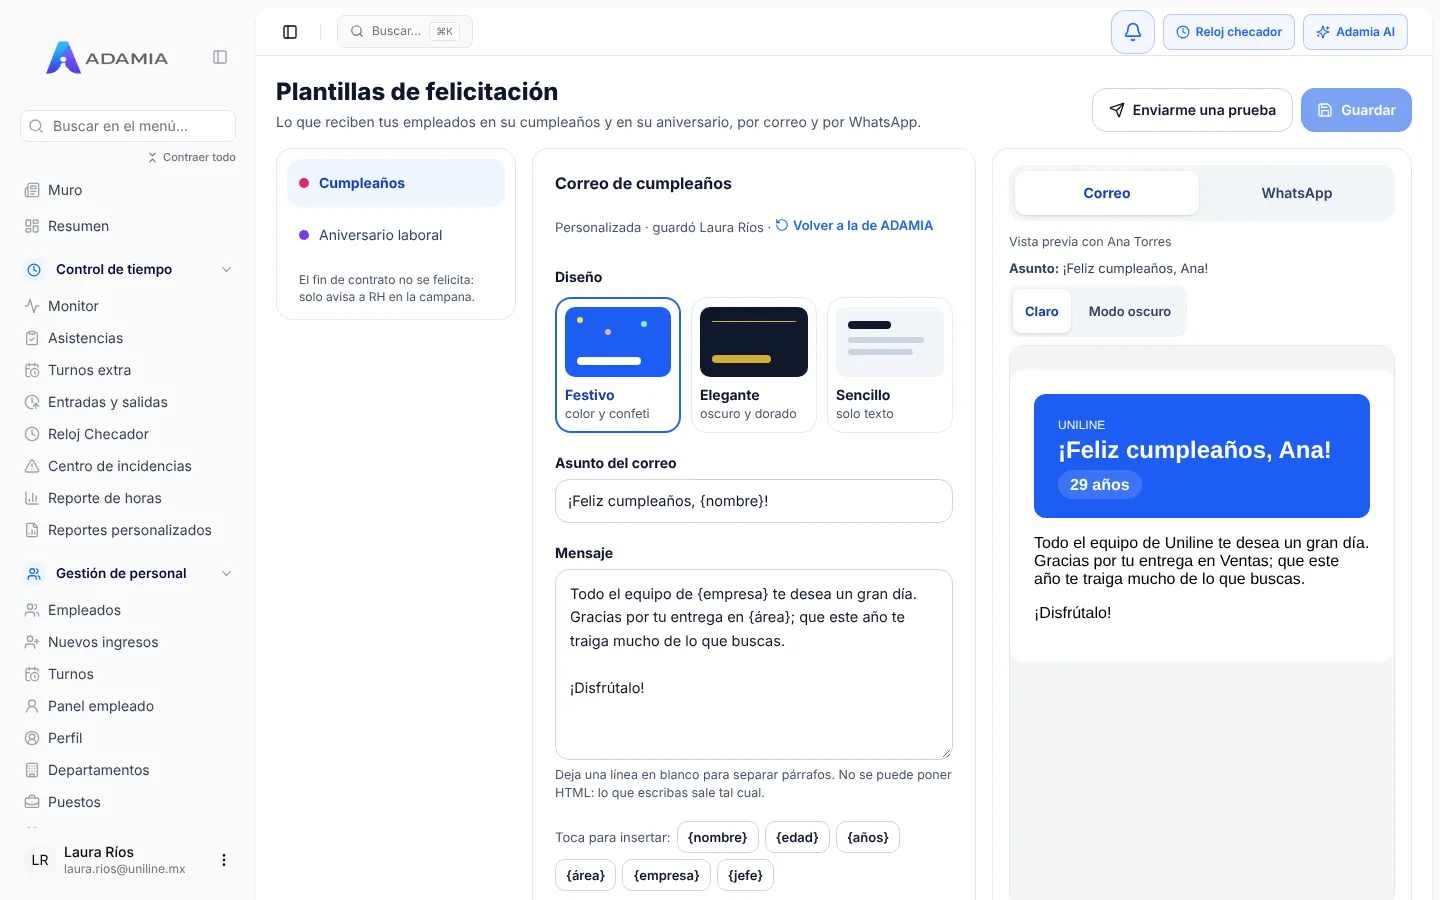 ADAMIA
Buscar en el menú...
Contraer todo
Muro
Resumen
Control de tiempo
Monitor
Asistencias
Turnos extra
Entradas y salidas
Reloj Checador
Centro de incidencias
Reporte de horas
Reportes personalizados
Gestión de personal
Empleados
Nuevos ingresos
Turnos
Panel empleado
Perfil
Departamentos
Puestos
LR
Laura Ríos
laura.rios@uniline.mx
Buscar...
⌘K
Reloj checador
Adamia AI
Plantillas de felicitación
Lo que reciben tus empleados en su cumpleaños y en su aniversario, por correo y por WhatsApp.
Enviarme una prueba
Guardar
Cumpleaños
Aniversario laboral
El fin de contrato no se felicita:
solo avisa a RH en la campana.
Correo de cumpleaños
Personalizada · guardó Laura Ríos · Volver a la de ADAMIA
Diseño
Festivo
color y confeti
Elegante
oscuro y dorado
Sencillo
solo texto
Asunto del correo
¡Feliz cumpleaños, {nombre}!
Mensaje
Todo el equipo de {empresa} te desea un gran día.
Gracias por tu entrega en {área}; que este año te
traiga mucho de lo que buscas.
¡Disfrútalo!
Deja una línea en blanco para separar párrafos. No se puede poner
HTML: lo que escribas sale tal cual.
Toca para insertar: {nombre} {edad} {años}
{área} {empresa} {jefe}
Correo
WhatsApp
Vista previa con Ana Torres
Asunto: ¡Feliz cumpleaños, Ana!
Claro
Modo oscuro
UNILINE
¡Feliz cumpleaños, Ana!
29 años
Todo el equipo de Uniline te desea un gran día.
Gracias por tu entrega en Ventas; que este
año te traiga mucho de lo que buscas.
¡Disfrútalo!